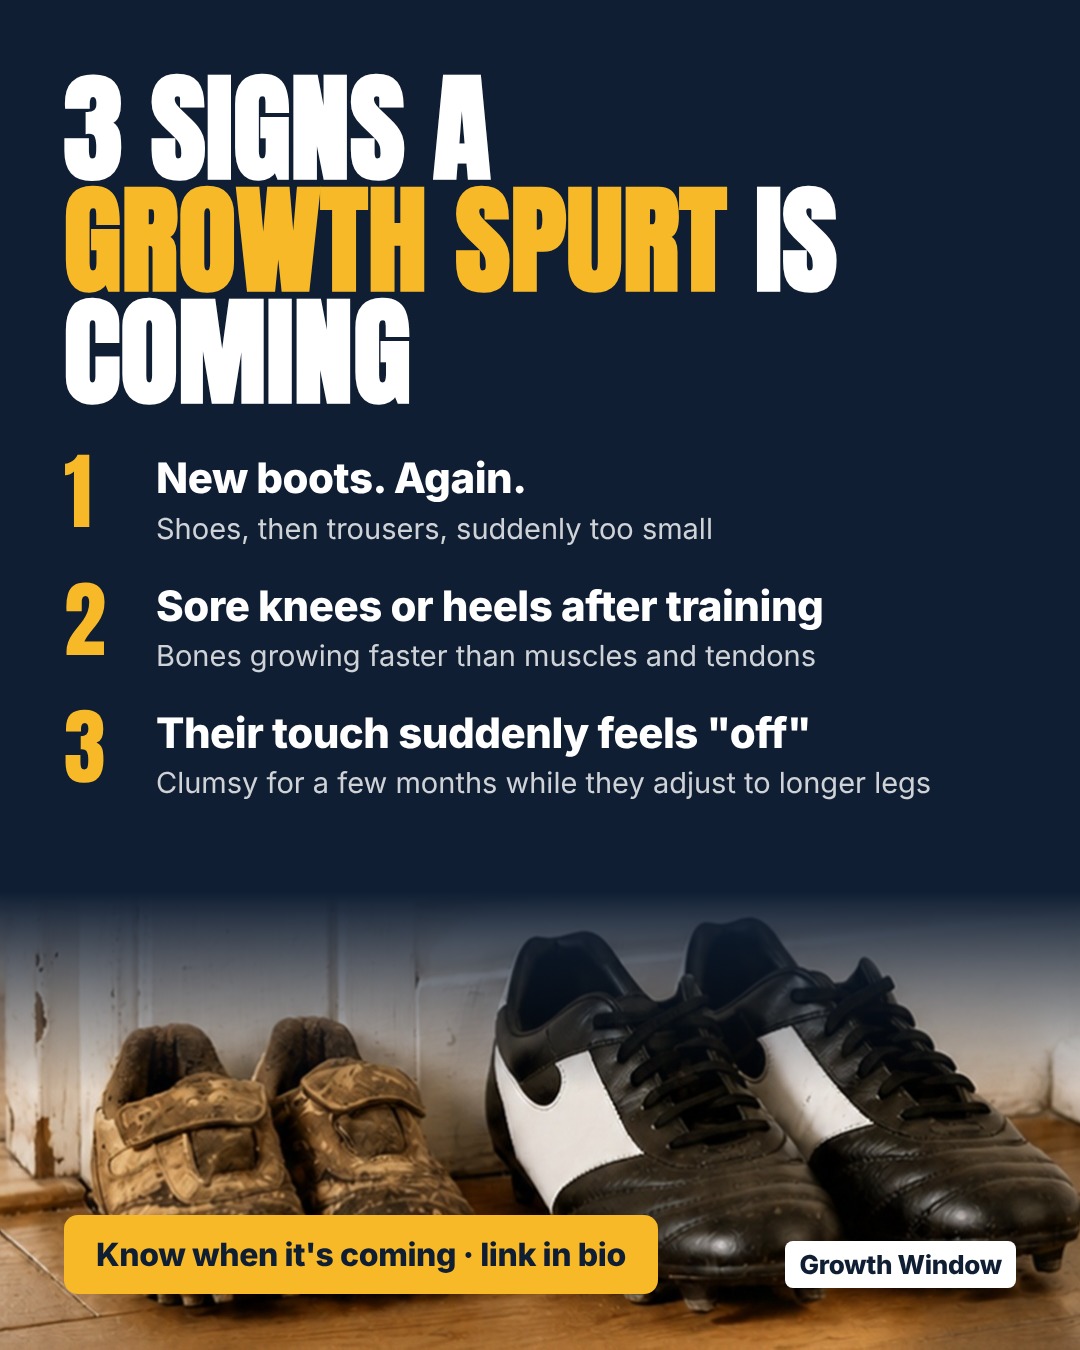 3 SIGNS A
GROWTH SPURT IS
COMING
1
New boots. Again.
Shoes, then trousers, suddenly too small
2
Sore knees or heels after training
Bones growing faster than muscles and tendons
3
Their touch suddenly feels "off"
Clumsy for a few months while they adjust to longer legs
Know when it's coming · link in bio
Growth Window